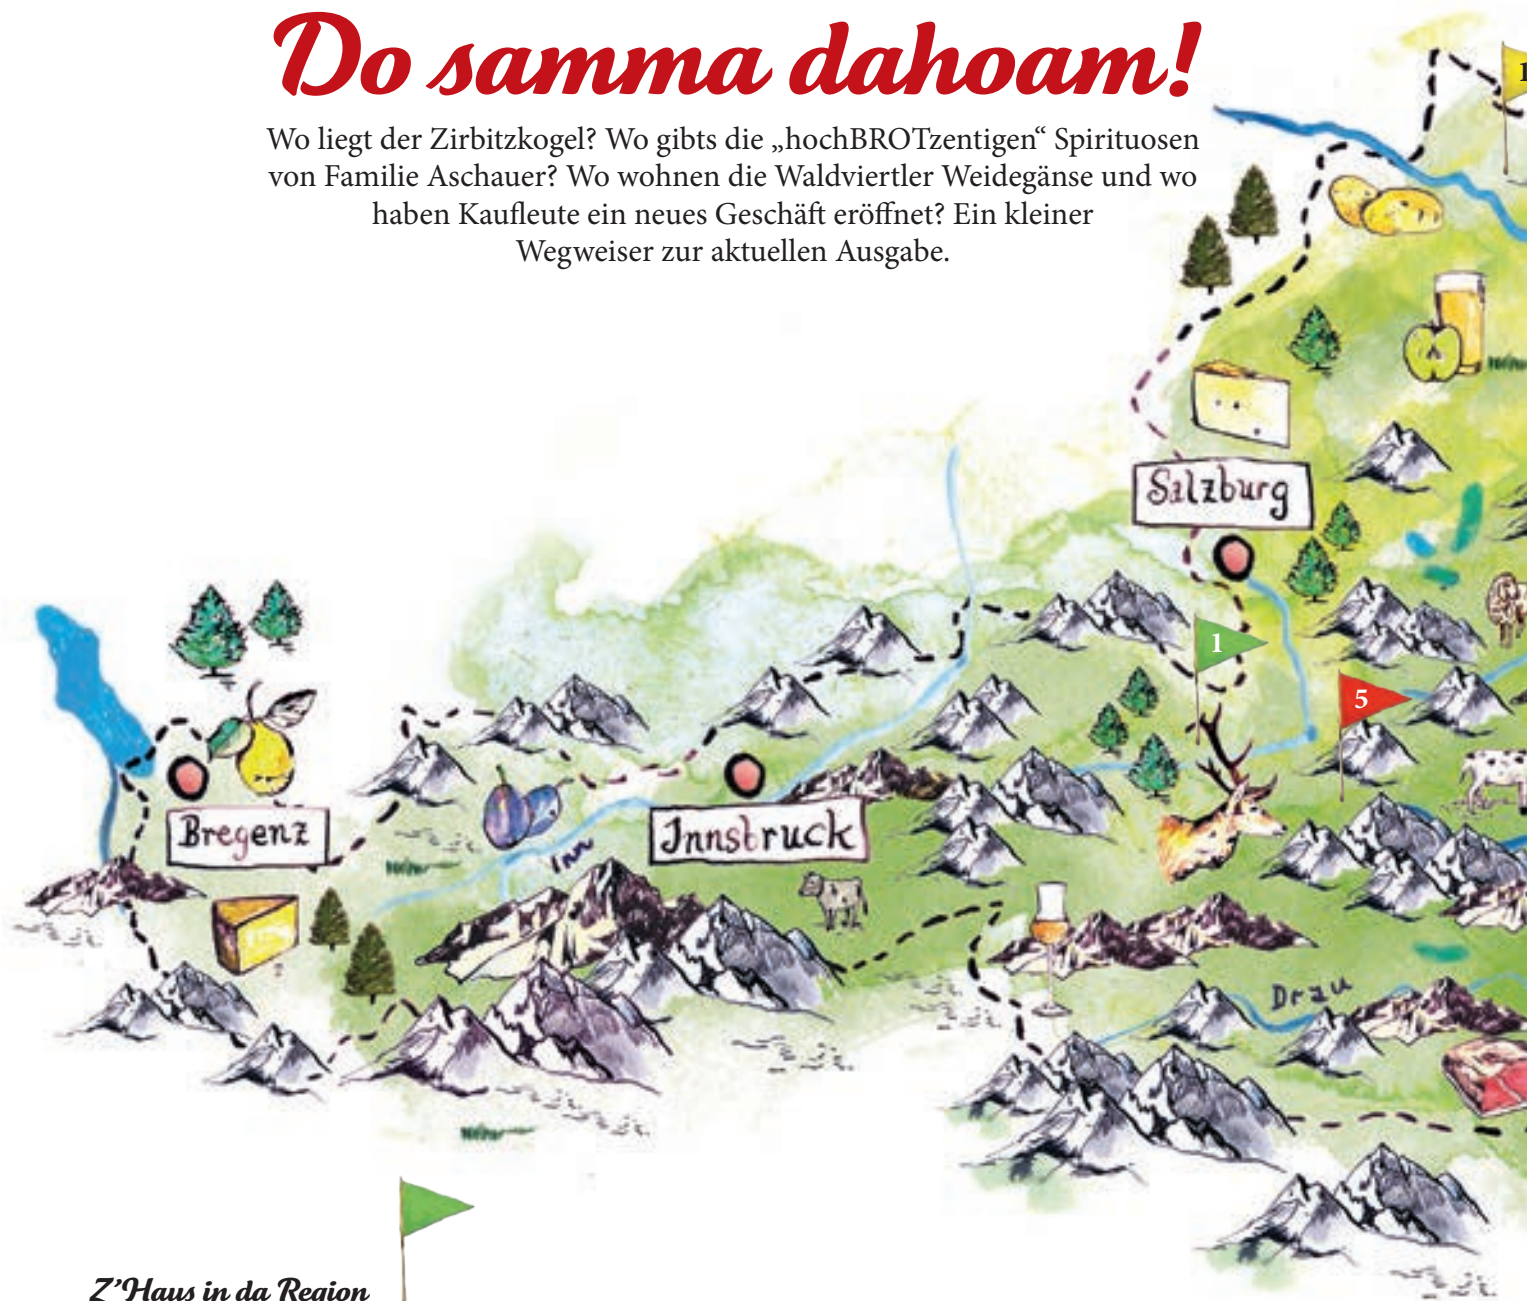 Do samma dahoam!
Wo liegt der Zirbitzkogel? Wo gibts die „hochBROTzentigen“ Spirituosen
von Familie Aschauer? Wo wohnen die Waldviertler Weidegänse und wo
haben Kaufleute ein neues Geschäft eröffnet? Ein kleiner
Wegweiser zur aktuellen Ausgabe.
1
Salzburg
1
5
Bregenz
Innsbruck
Inn
Drau
Z’Haus in da Region